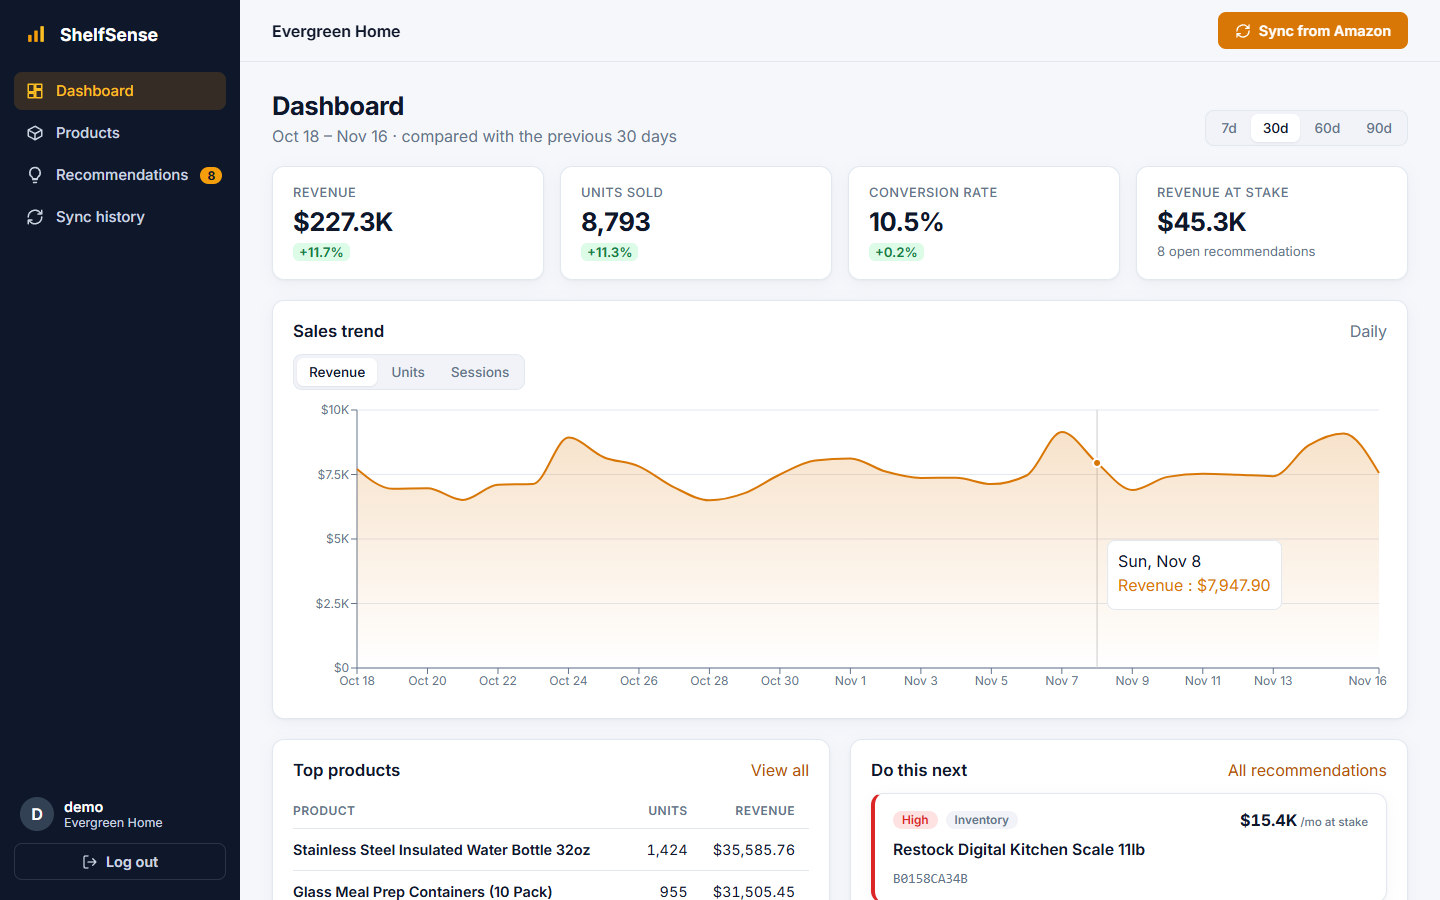 ShelfSense
Dashboard
Products
Recommendations 8
Sync history
D
demo
Evergreen Home
Log out
Evergreen Home
Sync from Amazon
Dashboard
Oct 18 – Nov 16 · compared with the previous 30 days
7d 30d 60d 90d
REVENUE
$227.3K
+11.7%
UNITS SOLD
8,793
+11.3%
CONVERSION RATE
10.5%
+0.2%
REVENUE AT STAKE
$45.3K
8 open recommendations
Sales trend
Daily
Revenue Units Sessions
$10K
$7.5K
$5K
$2.5K
$0
Sun, Nov 8
Revenue : $7,947.90
Oct 18 Oct 20 Oct 22 Oct 24 Oct 26 Oct 28 Oct 30 Nov 1 Nov 3 Nov 5 Nov 7 Nov 9 Nov 11 Nov 13 Nov 16
Top products
View all
PRODUCT UNITS REVENUE
Stainless Steel Insulated Water Bottle 32oz 1,424 $35,585.76
Glass Meal Prep Containers (10 Pack) 955 $31,505.45
Do this next
All recommendations
High Inventory $15.4K /mo at stake
Restock Digital Kitchen Scale 11lb
B0158CA34B